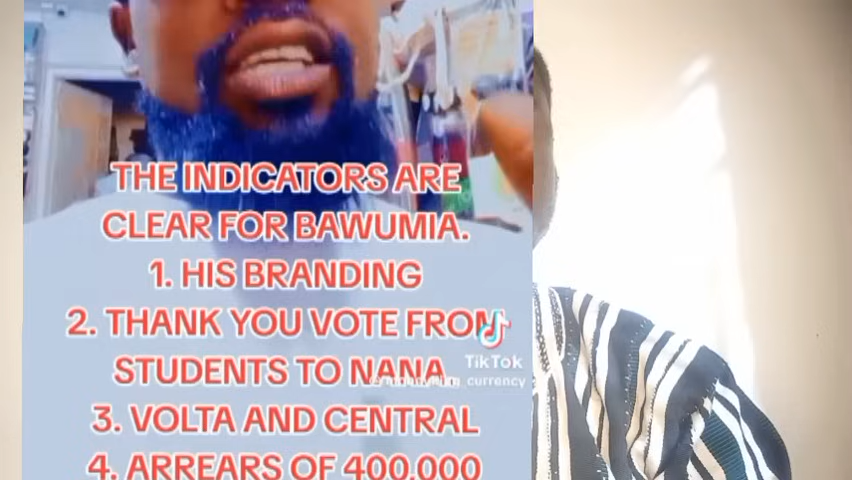 THE INDICATORS ARE
CLEAR FOR BAWUMIA.
1. HIS BRANDING
2. THANK YOU VOTE FROM
STUDENTS TO NANA
TikTok
currency
3. VOLTA AND CENTRAL
4. ARREARS OF 400,000